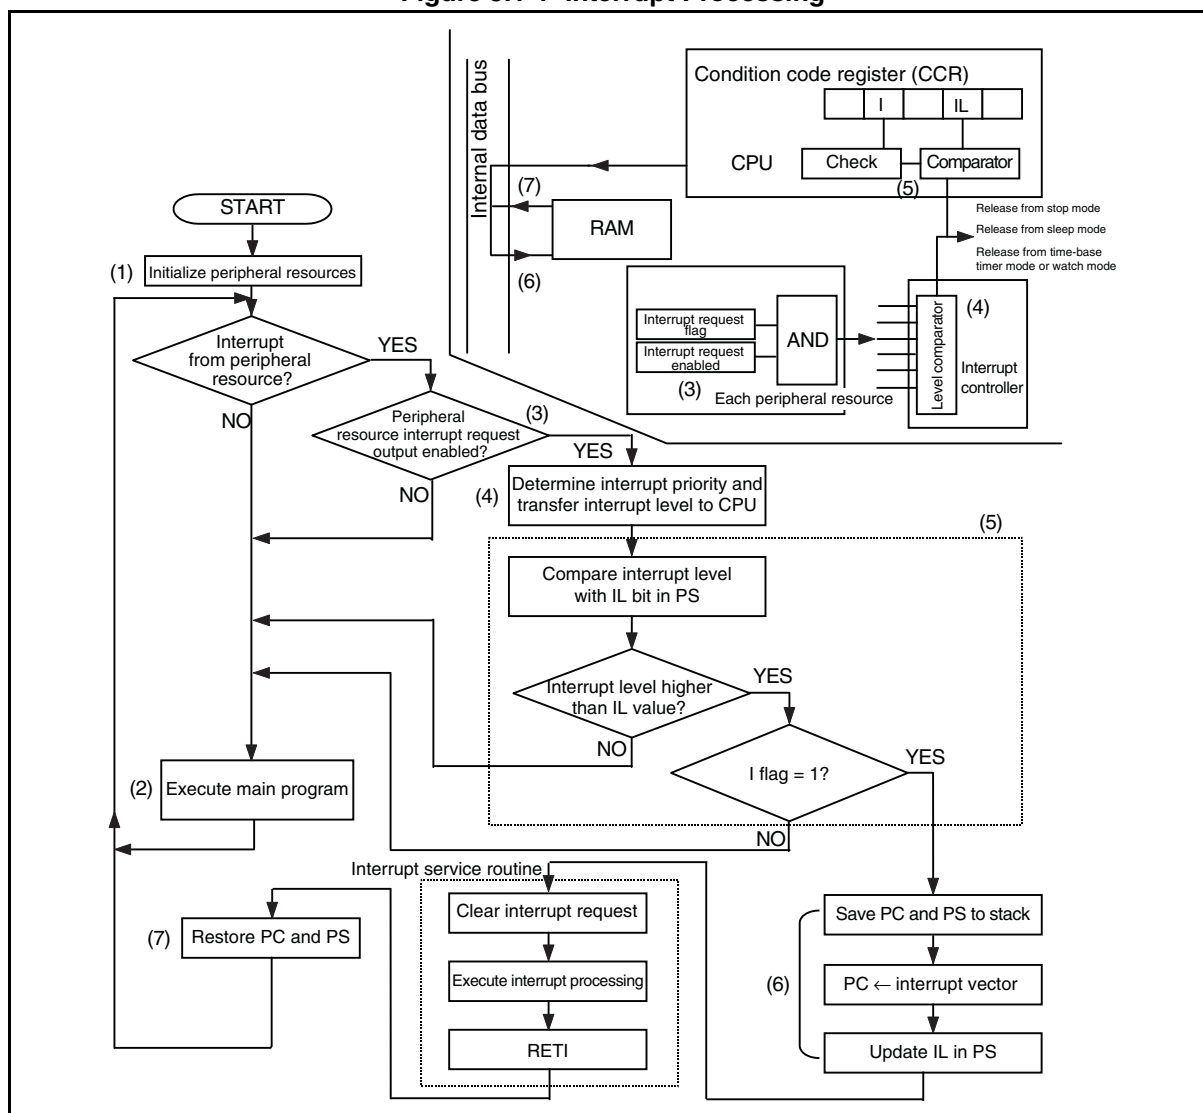 Internal data bus
Condition code register (CCR)
I
IL
CPU
Check
Comparator
(5)
(7)
RAM
(6)
Release from stop mode
Release from sleep mode
Release from time-base
timer mode or watch mode
Interrupt request
flag
Interrupt request
enabled
AND
(3)
Each peripheral resource
Level comparator
(4)
Interrupt
controller
START
(1)
Initialize peripheral resources
Interrupt
from peripheral
resource?
YES
NO
Peripheral
resource interrupt request
output enabled?
(3)
YES
NO
(4)
Determine interrupt priority and
transfer interrupt level to CPU
(5)
Compare interrupt level
with IL bit in PS
Interrupt level higher
than IL value?
YES
NO
I flag = 1?
YES
NO
(2)
Execute main program
Interrupt service routine
Clear interrupt request
Execute interrupt processing
RETI
(7)
Restore PC and PS
(6)
Save PC and PS to stack
PC ← interrupt vector
Update IL in PS